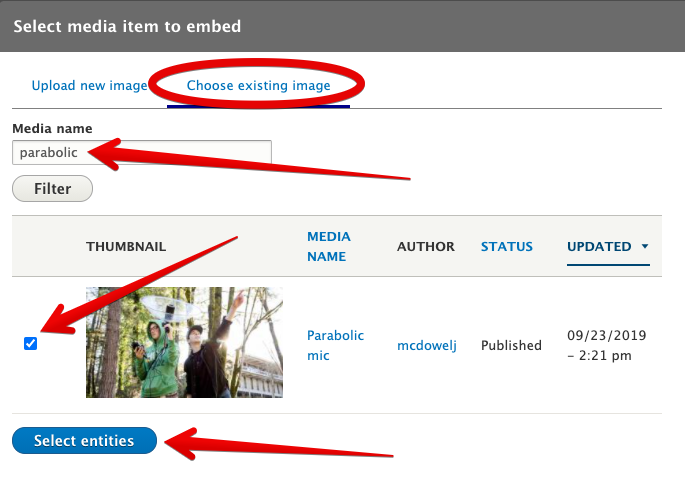 Select media item to embed
Upload new image Choose existing image
Media name
parabolic
Filter
THUMBNAIL MEDIA NAME AUTHOR STATUS UPDATED
Parabolic mic mcdowelj Published 09/23/2019 – 2:21 pm
Select entities